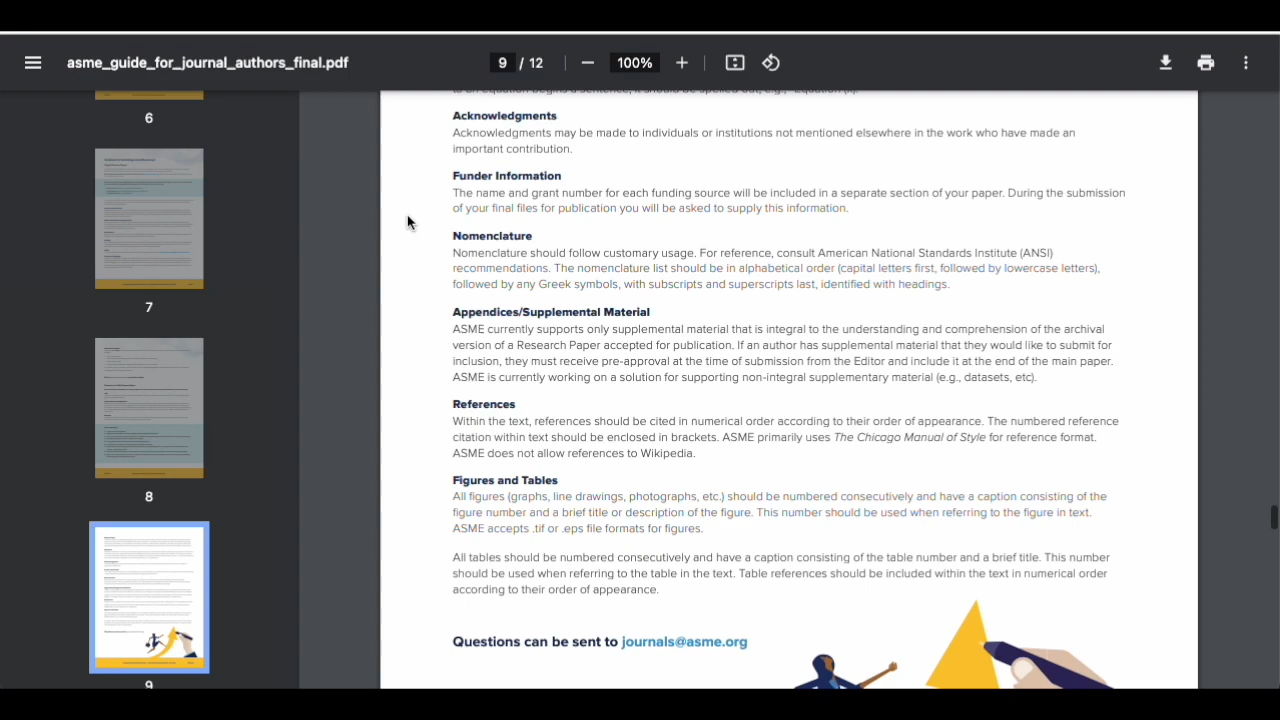 asme_guide_for_journal_authors_final.pdf
9 / 12
100%
6
7
8
9
to an equation begins a sentence, it should be spelled out, e.g., "Equation (x)."
Acknowledgments
Acknowledgments may be made to individuals or institutions not mentioned elsewhere in the work who have made an
important contribution.
Funder Information
The name and grant number for each funding source will be included in a separate section of your paper. During the submission
of your final files for publication you will be asked to supply this information.
Nomenclature
Nomenclature should follow customary usage. For reference, consult American National Standards Institute (ANSI)
recommendations. The nomenclature list should be in alphabetical order (capital letters first, followed by lowercase letters),
followed by any Greek symbols, with subscripts and superscripts last, identified with headings.
Appendices/Supplemental Material
ASME currently supports only supplemental material that is integral to the understanding and comprehension of the archival
version of a Research Paper accepted for publication. If an author has supplemental material that they would like to submit for
inclusion, they must receive pre-approval at the time of submission from the Editor and include it at the end of the main paper.
ASME is currently working on a solution for supporting non-integral supplementary material (e.g., datasets, etc).
References
Within the text, references should be cited in numerical order according to their order of appearance. The numbered reference
citation within text should be enclosed in brackets. ASME primarily uses The Chicago Manual of Style for reference format.
ASME does not allow references to Wikipedia.
Figures and Tables
All figures (graphs, line drawings, photographs, etc.) should be numbered consecutively and have a caption consisting of the
figure number and a brief title or description of the figure. This number should be used when referring to the figure in text.
ASME accepts .tif or .eps file formats for figures.
All tables should be numbered consecutively and have a caption consisting of the table number and a brief title. This number
should be used when referring to the table in the text. Table references should be included within the text in numerical order
according to their order of appearance.
Questions can be sent to journals@asme.org